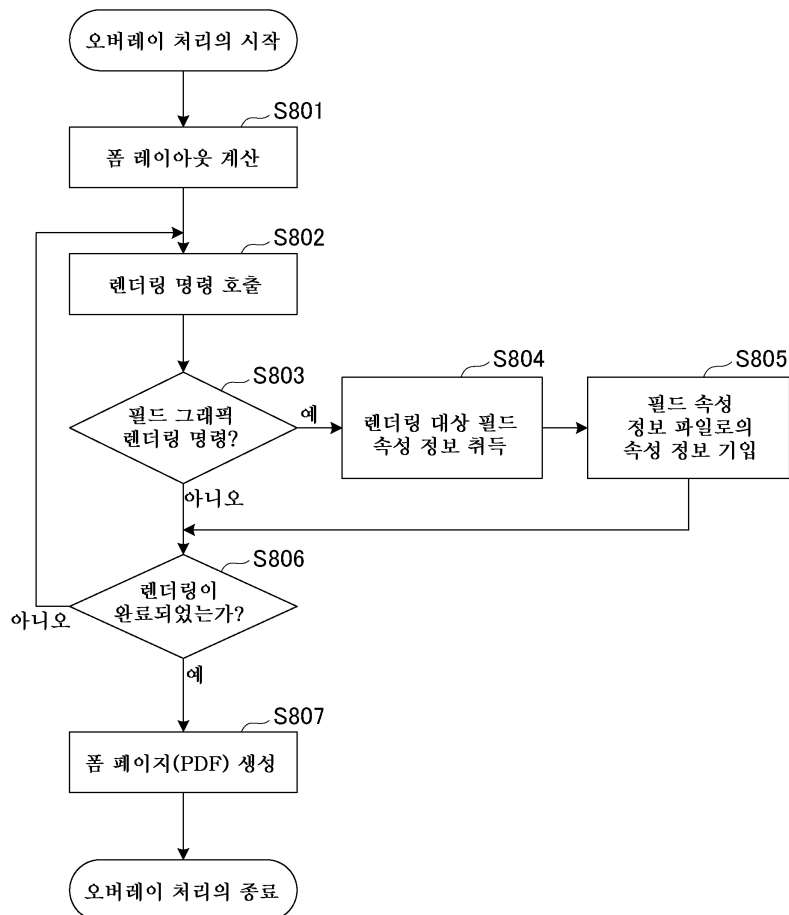 오버레이 처리의 시작
S801
폼 레이아웃 계산
S802
렌더링 명령 호출
S803
필드 그래픽
렌더링 명령?
예
아니오
S804
렌더링 대상 필드
속성 정보 취득
S805
필드 속성
정보 파일로의
속성 정보 기입
S806
렌더링이
완료되었는가?
아니오
예
S807
폼 페이지(PDF) 생성
오버레이 처리의 종료